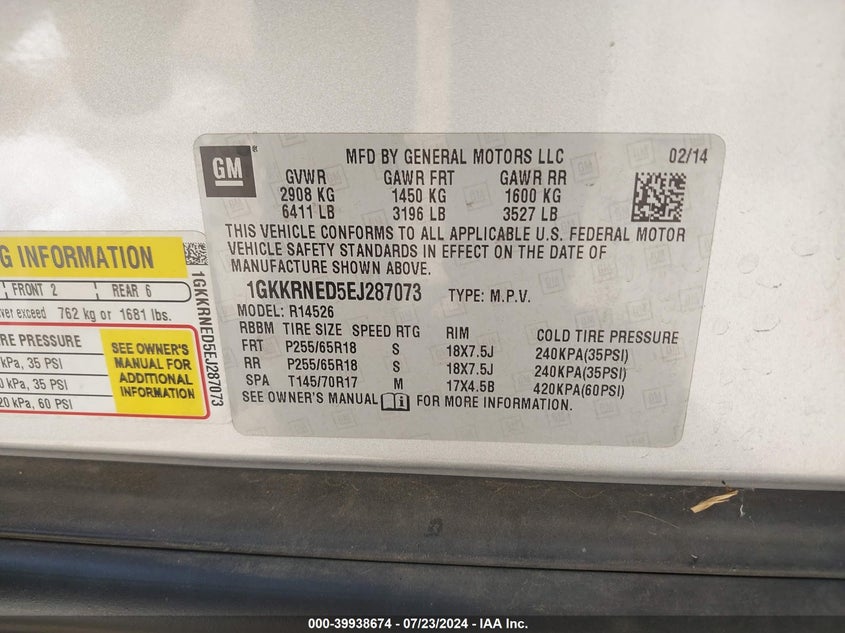 GM
®
MFD BY GENERAL MOTORS LLC 02/14
GVWR GAWR FRT GAWR RR
2908 KG 1450 KG 1600 KG
6411 LB 3196 LB 3527 LB
THIS VEHICLE CONFORMS TO ALL APPLICABLE U.S. FEDERAL MOTOR
VEHICLE SAFETY STANDARDS IN EFFECT ON THE DATE OF
MANUFACTURE SHOWN ABOVE.
1GKKRNED5EJ287073 TYPE: M.P.V.
MODEL: R14526
RBBM TIRE SIZE SPEED RTG RIM COLD TIRE PRESSURE
FRT P255/65R18 S 18X7.5J 240KPA(35PSI)
RR P255/65R18 S 18X7.5J 240KPA(35PSI)
SPA T145/70R17 M 17X4.5B 420KPA(60PSI)
SEE OWNER'S MANUAL FOR MORE INFORMATION.
G INFORMATION
FRONT 2 REAR 6
ver exceed 762 kg or 1681 lbs.
RE PRESSURE
kPa, 35 PSI
0 kPa, 35 PSI
20 kPa, 60 PSI
SEE OWNER'S
MANUAL FOR
ADDITIONAL
INFORMATION
1GKKRNED5EJ287073
000-39938674 / 07/23/2024 - IAA Inc.